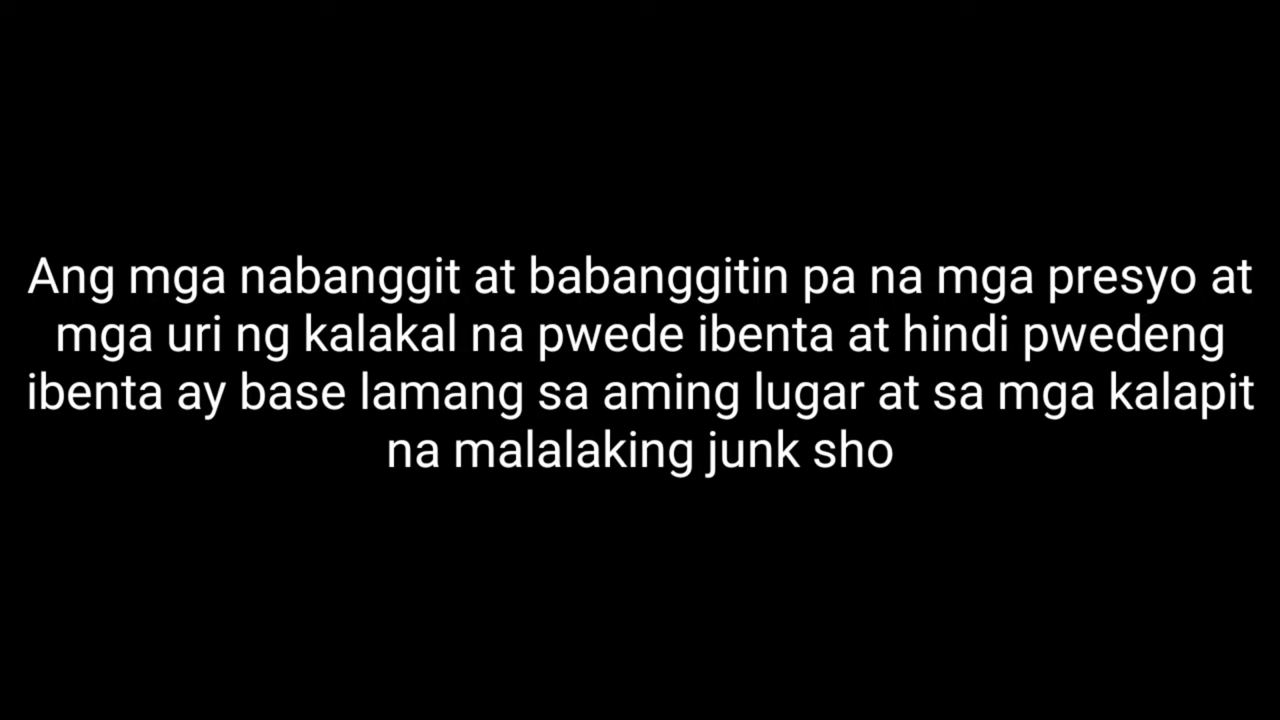 Ang mga nabanggit at babanggitin pa na mga presyo at
mga uri ng kalakal na pwede ibenta at hindi pwedeng
ibenta ay base lamang sa aming lugar at sa mga kalapit
na malalaking junk sho